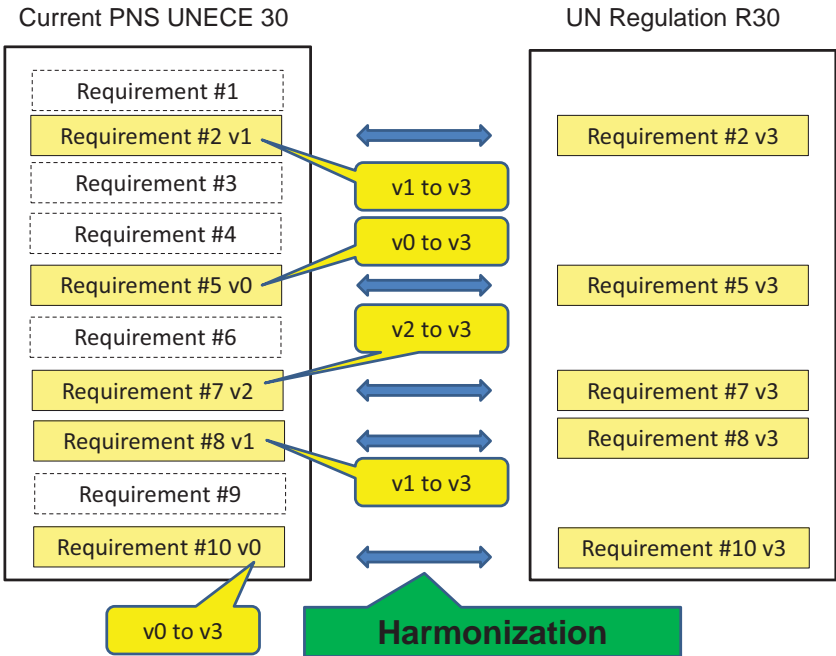 Current PNS UNECE 30
UN Regulation R30
Requirement #1
Requirement #2 v1
Requirement #2 v3
Requirement #3
v1 to v3
Requirement #4
v0 to v3
Requirement #5 v0
Requirement #5 v3
Requirement #6
v2 to v3
Requirement #7 v2
Requirement #7 v3
Requirement #8 v1
Requirement #8 v3
Requirement #9
v1 to v3
Requirement #10 v0
Requirement #10 v3
v0 to v3
Harmonization